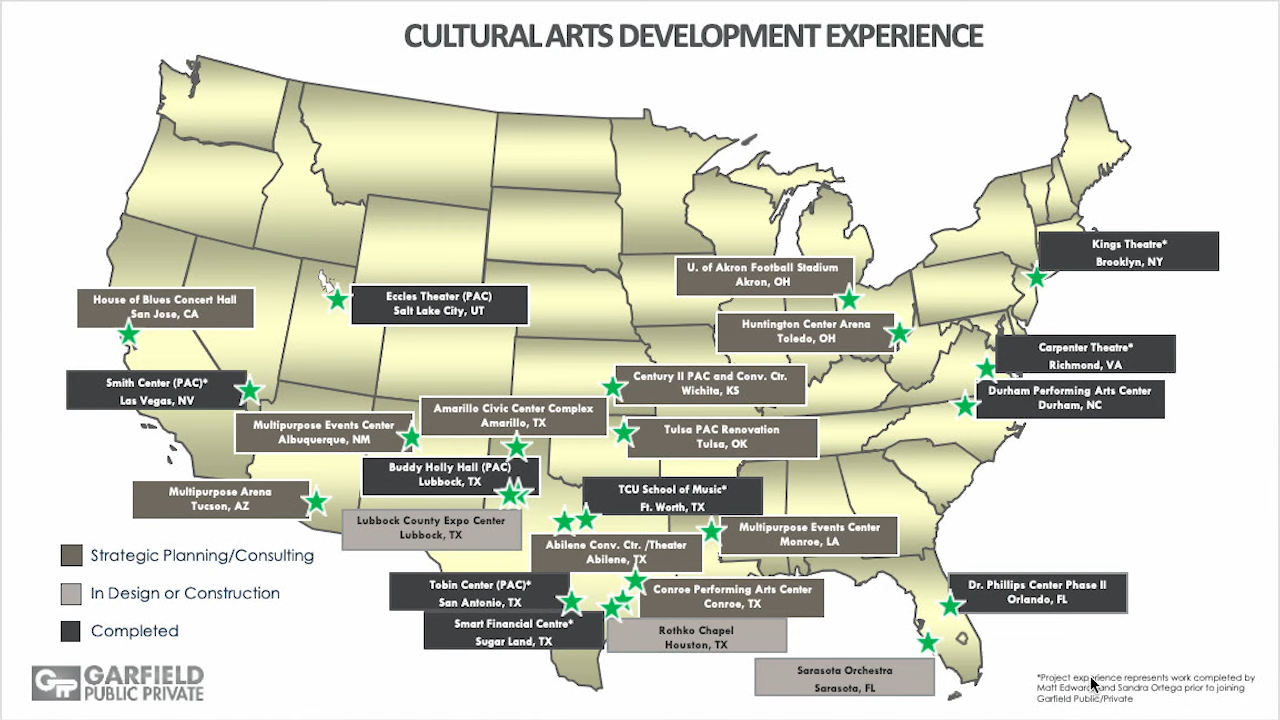 CULTURAL ARTS DEVELOPMENT EXPERIENCE
Kings Theatre*
Brooklyn, NY
U. of Akron Football Stadium
Akron, OH
House of Blues Concert Hall
San Jose, CA
Eccles Theater (PAC)
Salt Lake City, UT
Huntington Center Arena
Toledo, OH
Carpenter Theatre*
Richmond, VA
Smith Center (PAC)*
Las Vegas, NV
Century II PAC and Conv. Ctr.
Wichita, KS
Durham Performing Arts Center
Durham, NC
Multipurpose Events Center
Albuquerque, NM
Amarillo Civic Center Complex
Amarillo, TX
Tulsa PAC Renovation
Tulsa, OK
Buddy Holly Hall (PAC)
Lubbock, TX
Multipurpose Arena
Tucson, AZ
TCU School of Music*
Ft. Worth, TX
Lubbock County Expo Center
Lubbock, TX
Multipurpose Events Center
Monroe, LA
Abilene Conv. Ctr. /Theater
Abilene, TX
Strategic Planning/Consulting
In Design or Construction
Completed
Tobin Center (PAC)*
San Antonio, TX
Conroe Performing Arts Center
Conroe, TX
Dr. Phillips Center Phase II
Orlando, FL
Smart Financial Centre*
Sugar Land, TX
Rothko Chapel
Houston, TX
Sarasota Orchestra
Sarasota, FL
GPP GARFIELD
PUBLIC PRIVATE
*Project experience represents work completed by
Matt Edwards and Sandra Ortega prior to joining
Garfield Public/Private